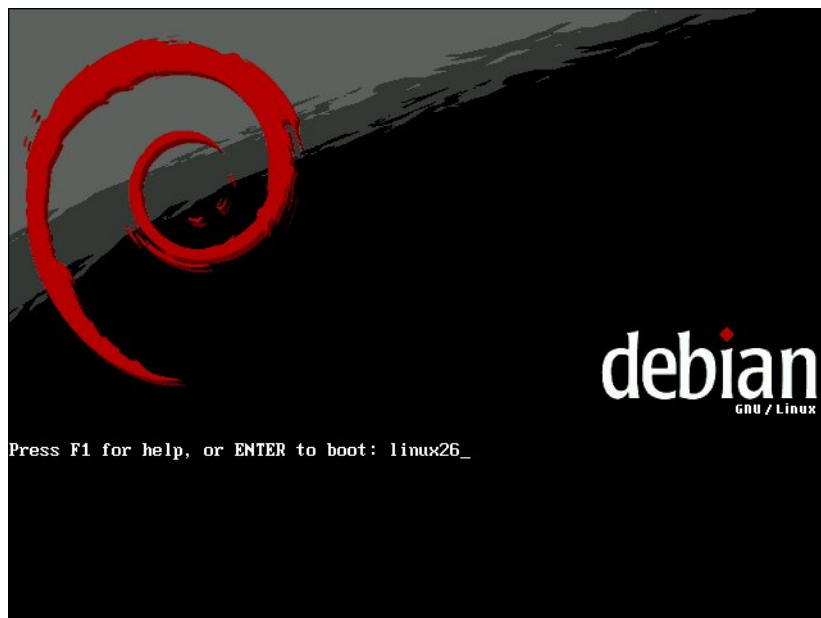 debian
GNU/Linux
Press F1 for help, or ENTER to boot: linux26_